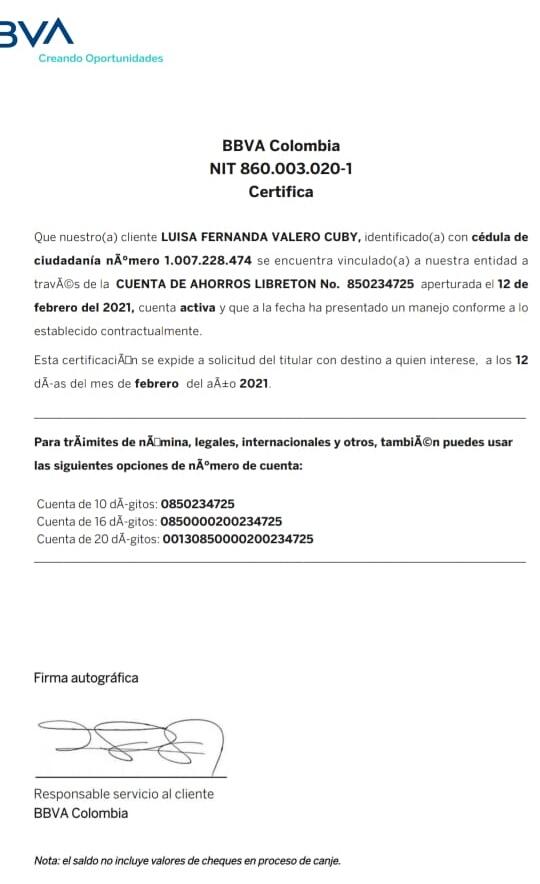 BVA
Creando Oportunidades
BBVA Colombia
NIT 860.003.020-1
Certifica
Que nuestro(a) cliente LUISA FERNANDA VALERO CUBY, identificado(a) con cédula de
ciudadanía nÃºmero 1.007.228.474 se encuentra vinculado(a) a nuestra entidad a
travÃ©s de la CUENTA DE AHORROS LIBRETON No. 850234725 aperturada el 12 de
febrero del 2021, cuenta activa y que a la fecha ha presentado un manejo conforme a lo
establecido contractualmente.
Esta certificaciÃ□n se expide a solicitud del titular con destino a quien interese, a los 12
dÃ-as del mes de febrero del aÃ±o 2021.
Para trÃ¡mites de nÃ□mina, legales, internacionales y otros, tambiÃ©n puedes usar
las siguientes opciones de nÃºmero de cuenta:
Cuenta de 10 dÃ-gitos: 0850234725
Cuenta de 16 dÃ-gitos: 0850000200234725
Cuenta de 20 dÃ-gitos: 00130850000200234725
Firma autográfica
Responsable servicio al cliente
BBVA Colombia
Nota: el saldo no incluye valores de cheques en proceso de canje.